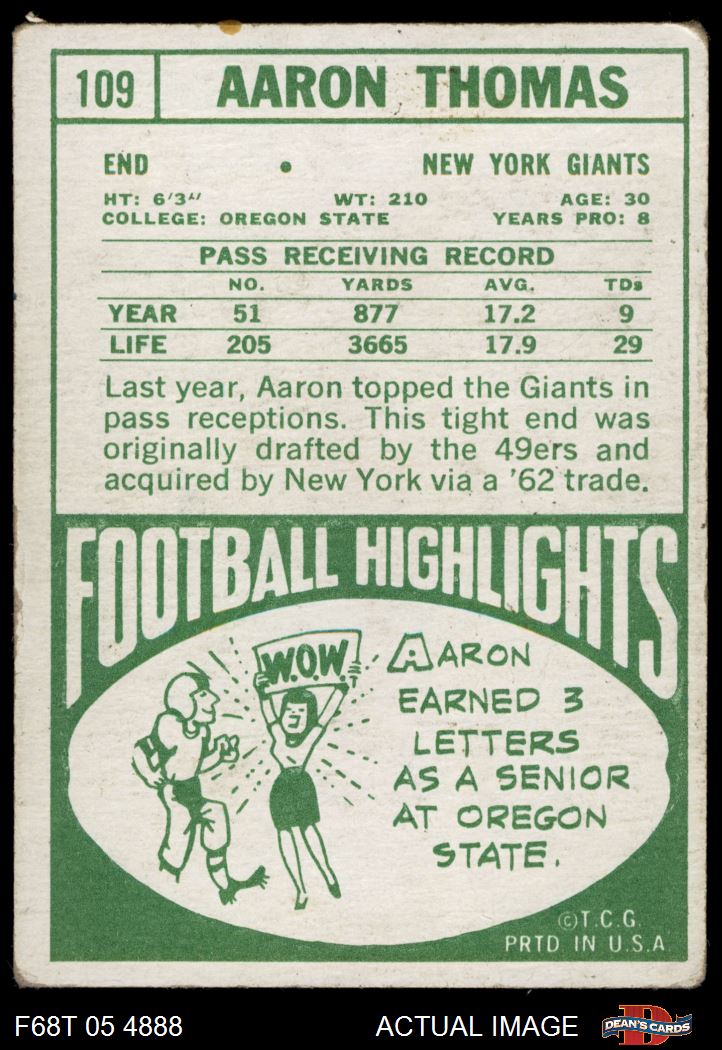 109 AARON THOMAS
END • NEW YORK GIANTS
HT: 6'3" WT: 210 AGE: 30
COLLEGE: OREGON STATE YEARS PRO: 8
PASS RECEIVING RECORD
NO. YARDS AVG. TDs
YEAR 51 877 17.2 9
LIFE 205 3665 17.9 29
Last year, Aaron topped the Giants in
pass receptions. This tight end was
originally drafted by the 49ers and
acquired by New York via a '62 trade.
FOOTBALL HIGHLIGHTS
W.O.W.
AARON
EARNED 3
LETTERS
AS A SENIOR
AT OREGON
STATE.
©T.C.G.
PRTD. IN U.S.A.
F68T 05 4888 ACTUAL IMAGE D DEAN'S CARDS